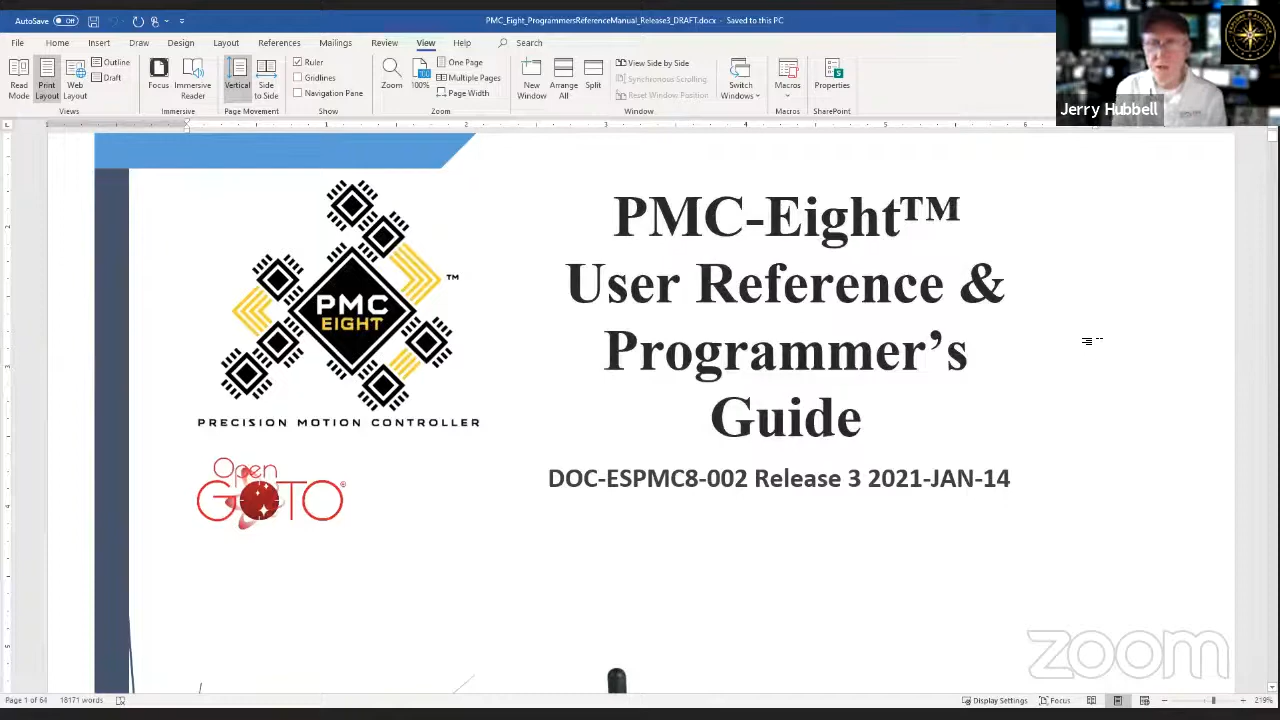 AutoSave Off
PMC_Eight_ProgrammersReferenceManual_Release3_DRAFT.docx - Saved to this PC
File Home Insert Draw Design Layout References Mailings Review View Help Search
Read Mode
Print Layout
Web Layout
Outline
Draft
Views
Focus
Immersive Reader
Immersive
Vertical
Side to Side
Page Movement
Ruler
Gridlines
Navigation Pane
Show
Zoom
100%
One Page
Multiple Pages
Page Width
Zoom
New Window
Arrange All
Split
View Side by Side
Synchronous Scrolling
Reset Window Position
Window
Switch Windows
Macros
Macros
Properties
SharePoint
Jerry Hubbell
PMC
EIGHT
™
PRECISION MOTION CONTROLLER
Open
GOTO®
PMC-Eight™
User Reference &
Programmer’s
Guide
DOC-ESPMC8-002 Release 3 2021-JAN-14
zoom
Page 1 of 64 18171 words
Display Settings Focus 219%